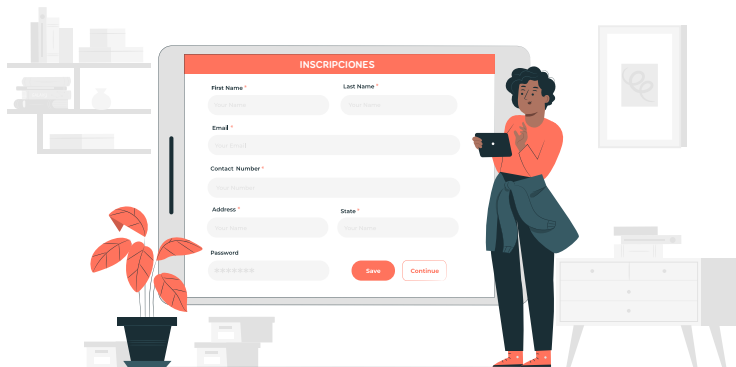 INSCRIPCIONES
First Name *
Last Name *
Your Name
Your Name
Email *
Your Email
Contact Number *
Your Number
Address *
State *
Your Name
Your Name
Password
*******
Save
Continue